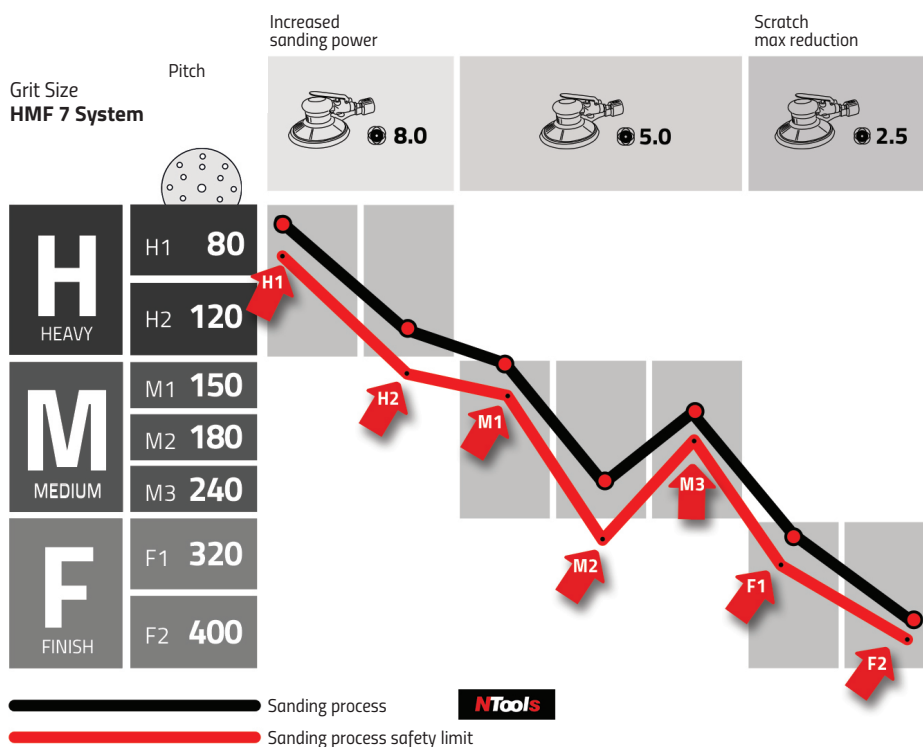 Increased
sanding power
Scratch
max reduction
Grit Size
HMF 7 System
Pitch
8.0
5.0
2.5
H
HEAVY
H1 80
H2 120
M
MEDIUM
M1 150
M2 180
M3 240
F
FINISH
F1 320
F2 400
H1
H2
M1
M2
M3
F1
F2
Sanding process
NTools
Sanding process safety limit